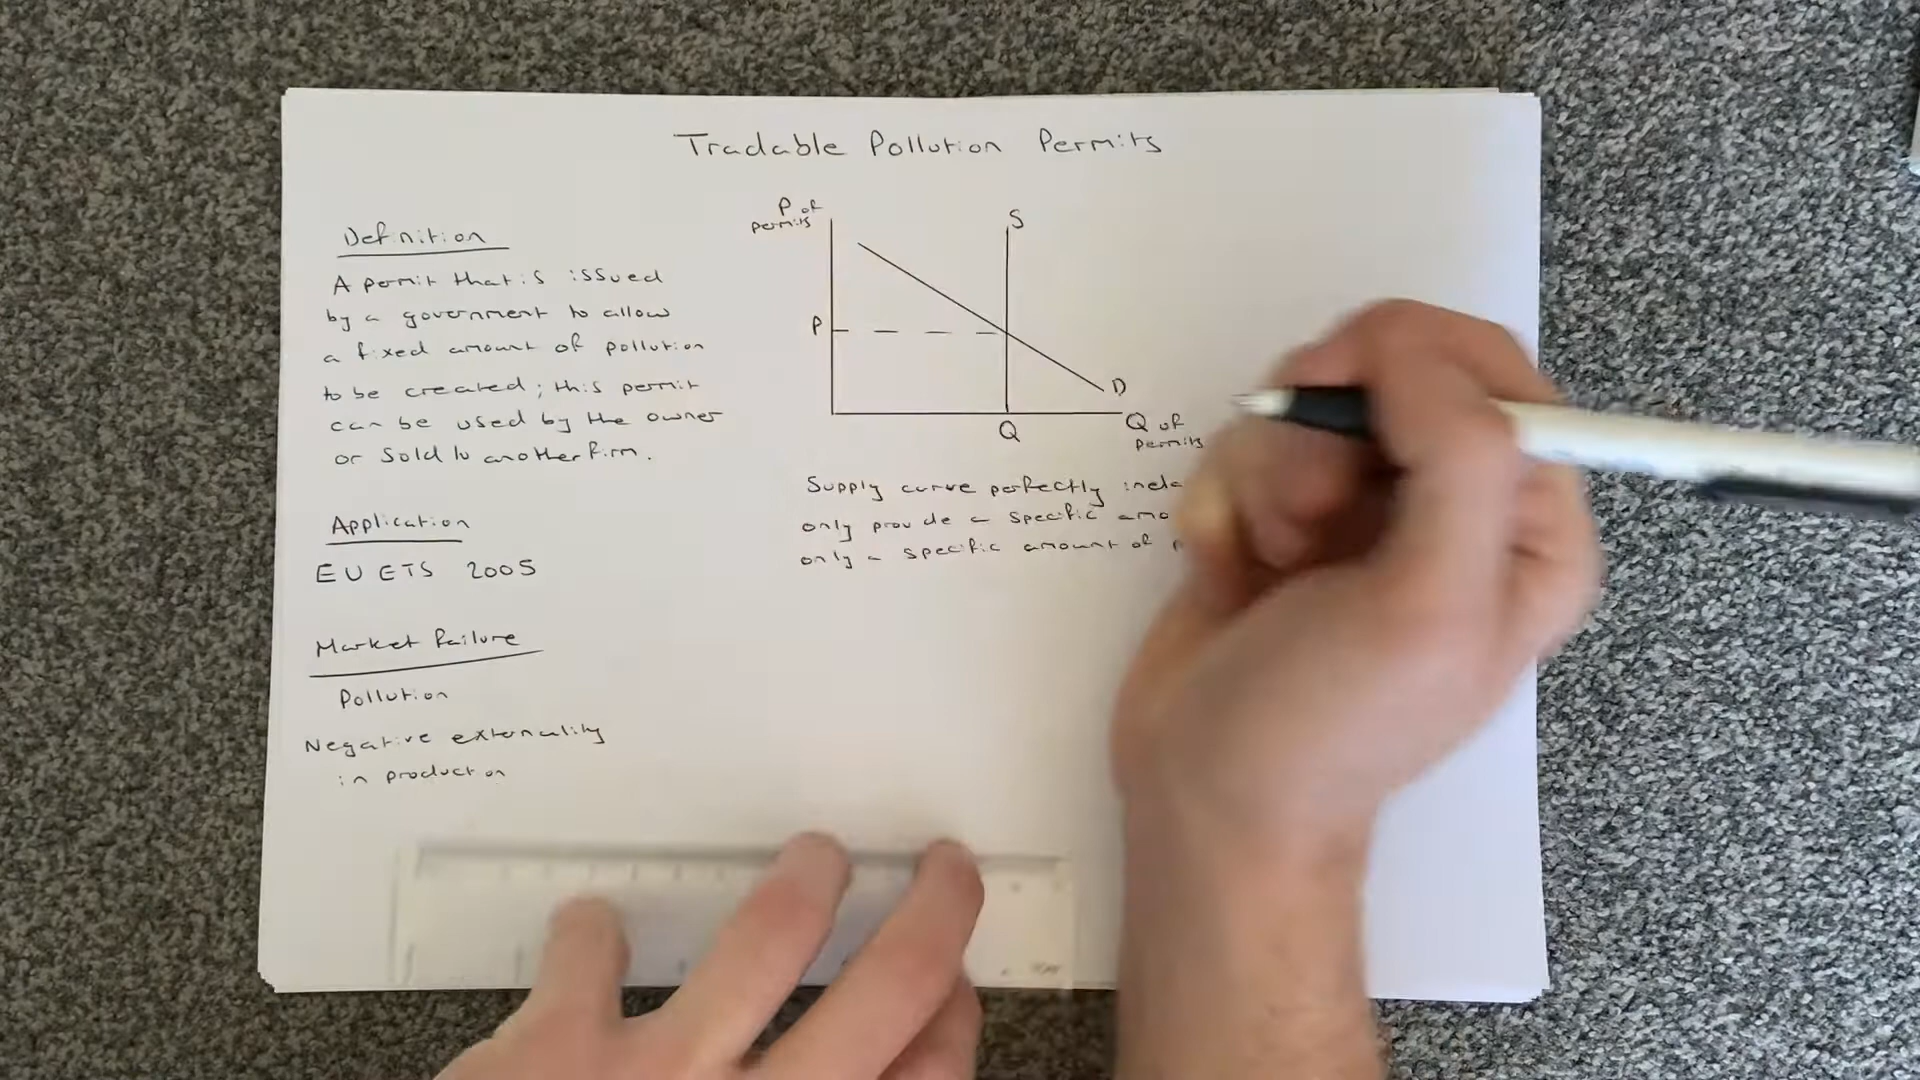 Tradable Pollution Permits
Definition
A permit that is issued
by a government to allow
a fixed amount of pollution
to be created; this permit
can be used by the owner
or sold to another firm.
Application
EU ETS 2005
Market failure
Pollution
Negative externality
in production
P of
permits
S
P
D
Q
Q of
permits
Supply curve perfectly
only provide a specific
only a specific amount of